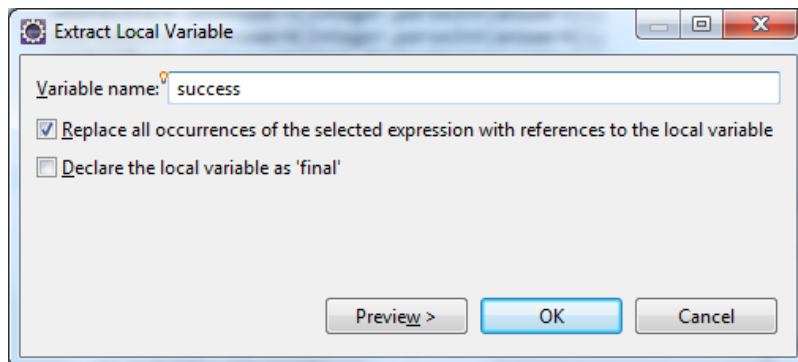 Extract Local Variable
Variable name: success
Replace all occurrences of the selected expression with references to the local variable
Declare the local variable as 'final'
Preview > OK Cancel